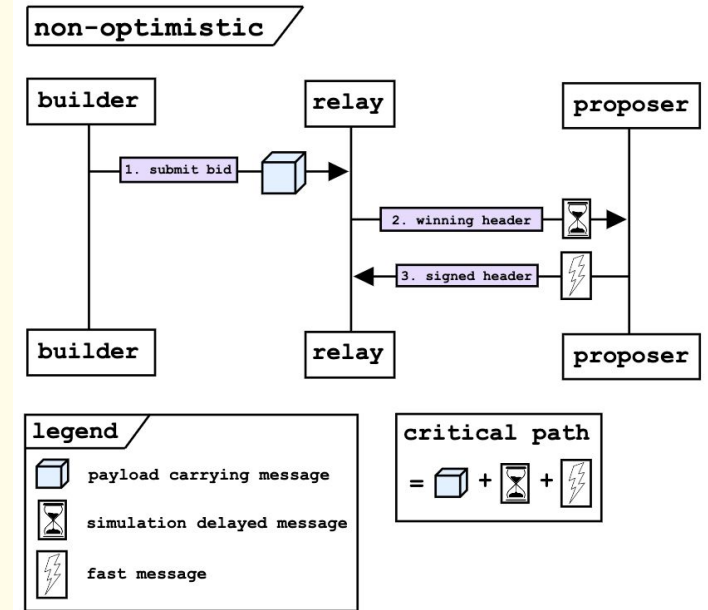 non-optimistic
builder
relay
proposer
1. submit bid
2. winning header
3. signed header
builder
relay
proposer
legend
payload carrying message
simulation delayed message
fast message
critical path
= + +